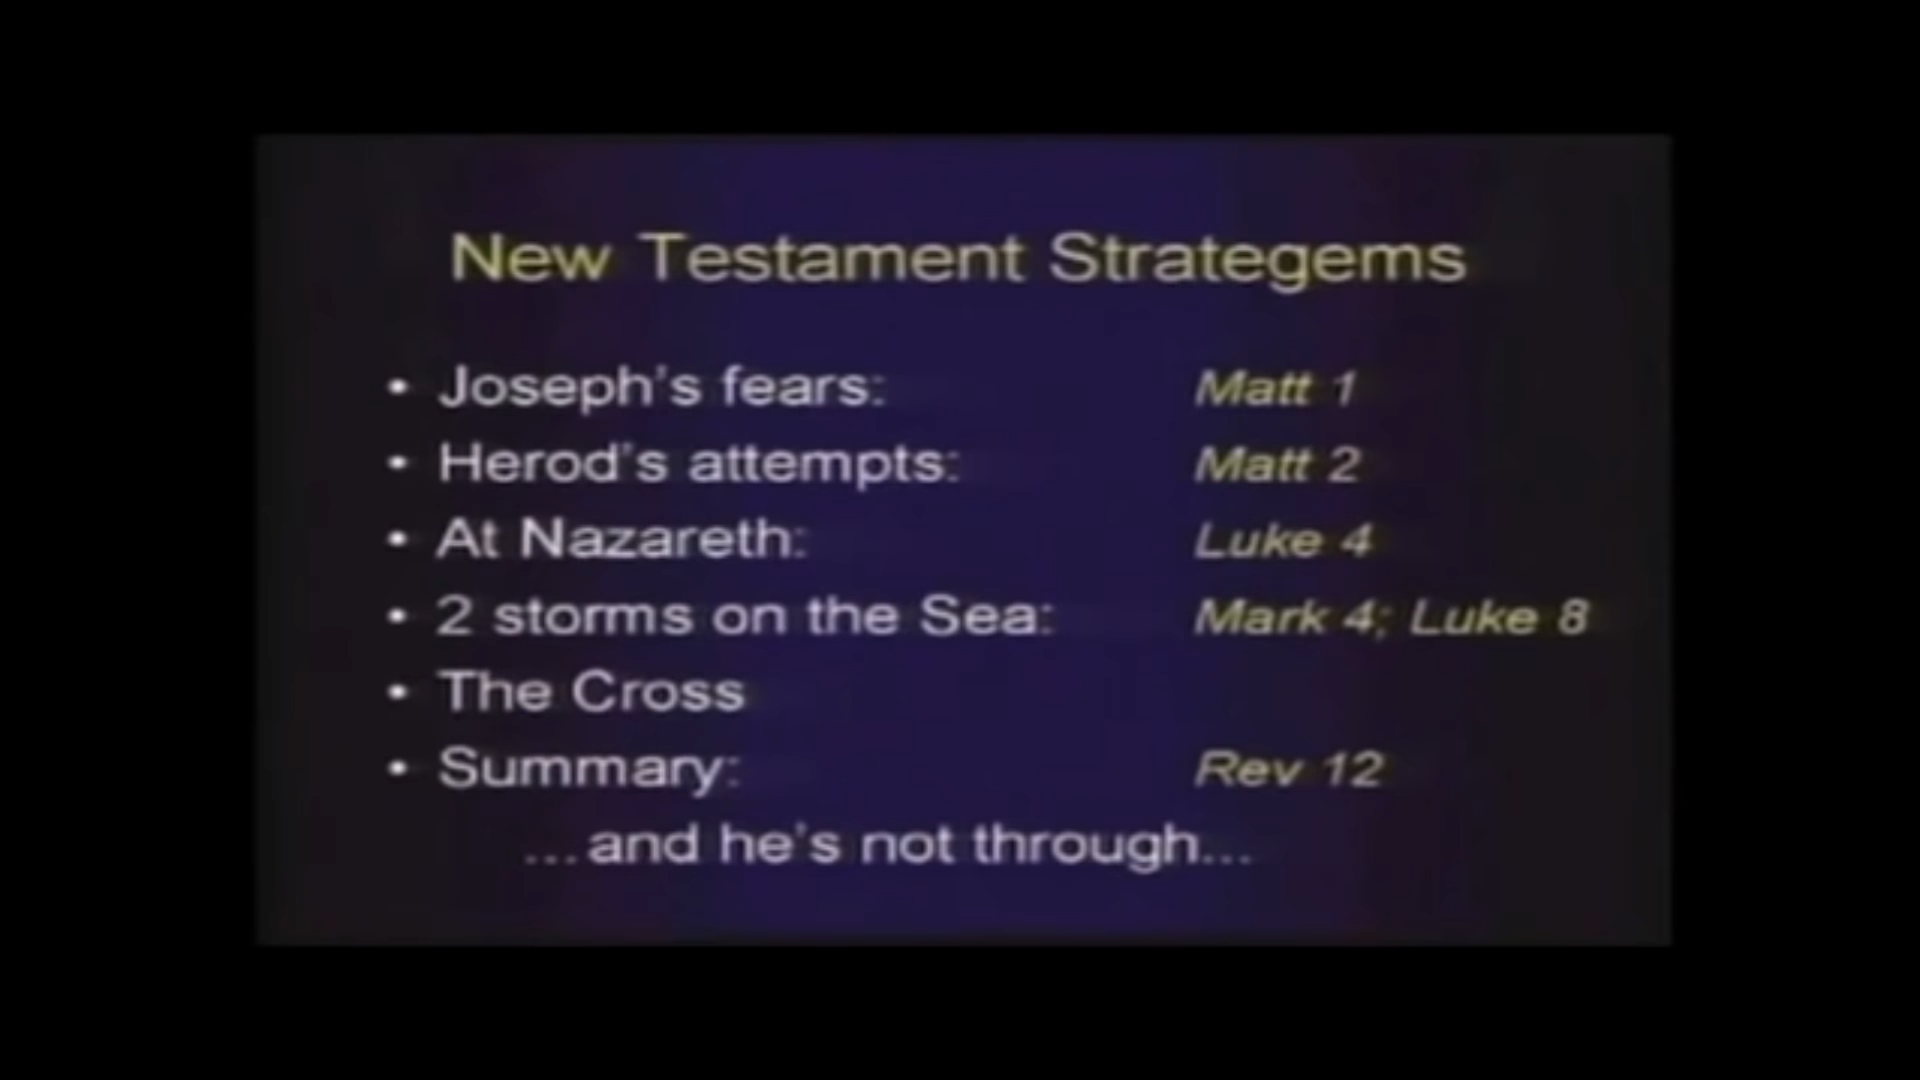 New Testament Strategems
• Joseph's fears: Matt 1
• Herod's attempts: Matt 2
• At Nazareth: Luke 4
• 2 storms on the Sea: Mark 4; Luke 8
• The Cross
• Summary: Rev 12
...and he's not through...